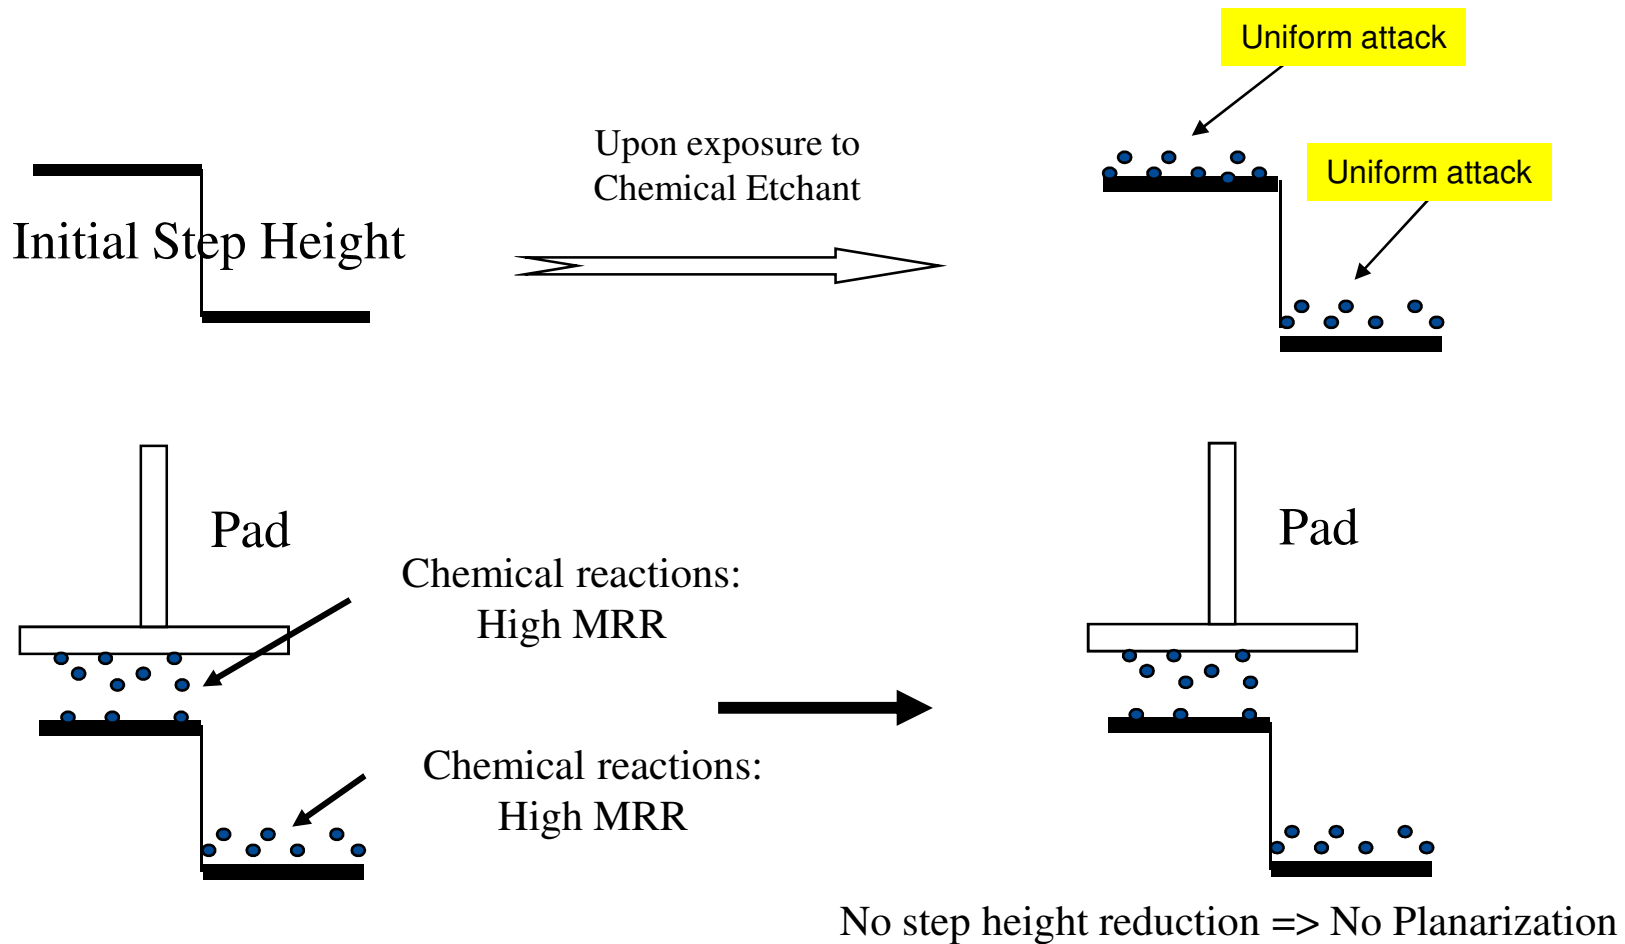 Uniform attack
Upon exposure to
Chemical Etchant
Uniform attack
Initial Step Height
Pad
Pad
Chemical reactions:
High MRR
Chemical reactions:
High MRR
No step height reduction => No Planarization